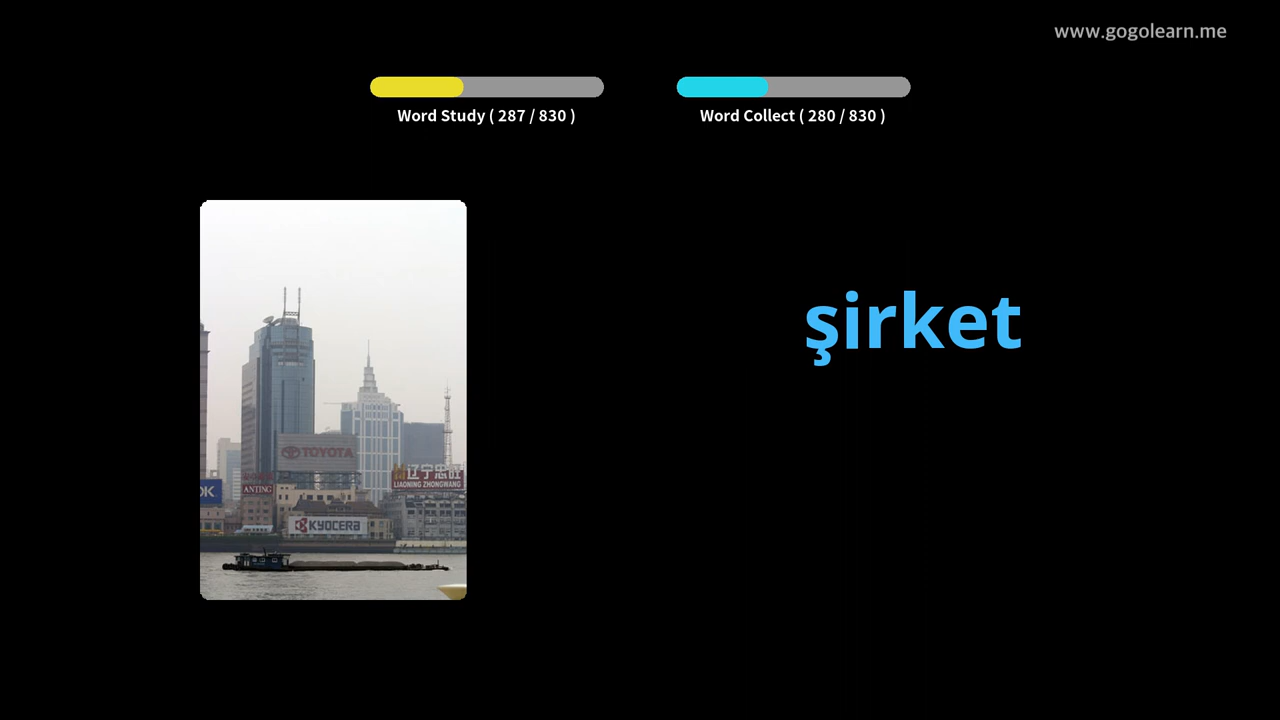 www.gogolearn.me
Word Study ( 287 / 830 )
Word Collect ( 280 / 830 )
şirket
TOYOTA
辽宁忠旺
LIAONING ZHONGWANG
OK
ANTING
KYOCERA